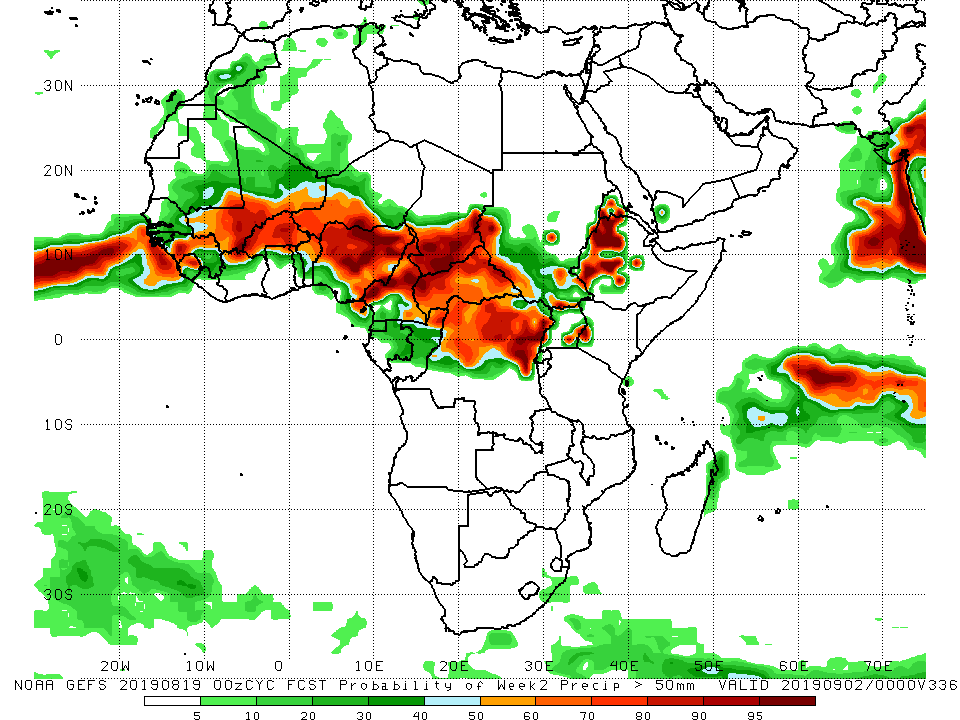 30N
20N
10N
0
10S
20S
30S
20W 10W 0 10E 20E 30E 40E 50E 60E 70E
NOAA GEFS 20190819 00zCYC FCST Probability of Week2 Precip > 50mm VALID 20190902/0000V336
5 10 20 30 40 50 60 70 80 90 95